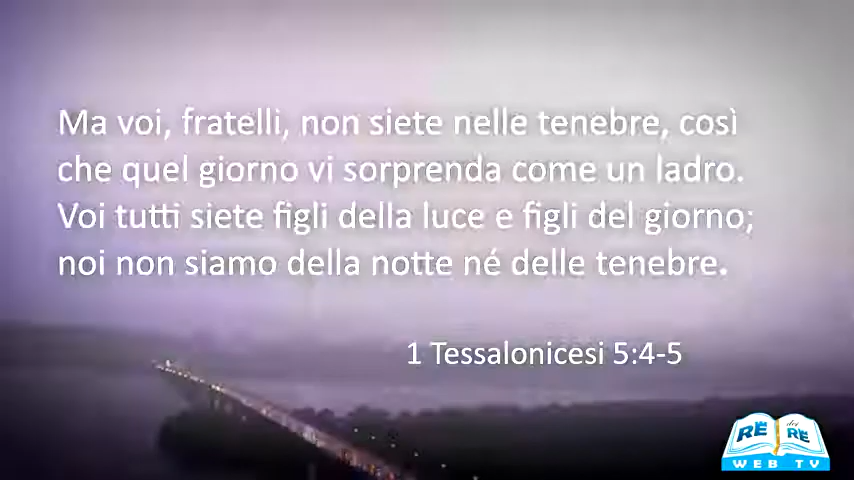 Ma voi, fratelli, non siete nelle tenebre, così
che quel giorno vi sorprenda come un ladro.
Voi tutti siete figli della luce e figli del giorno;
noi non siamo della notte né delle tenebre.
1 Tessalonicesi 5:4-5
RE dei RE
WEB TV